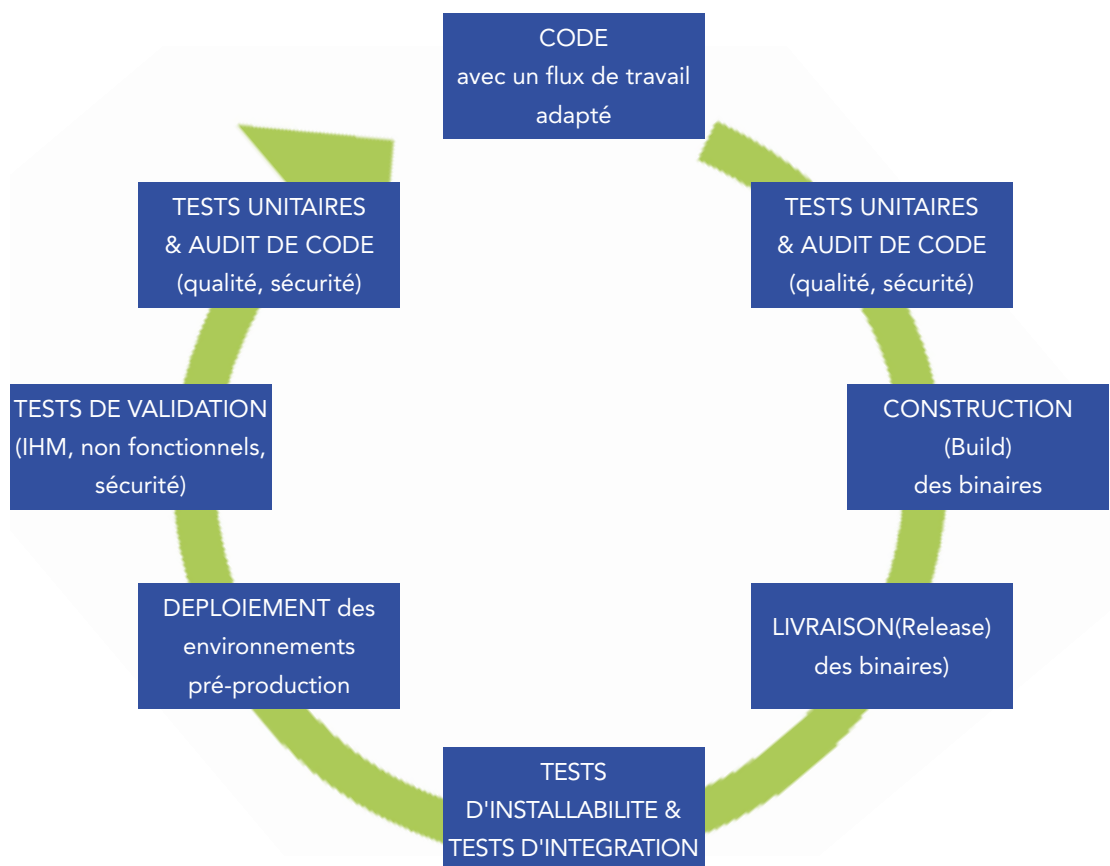 CODE
avec un flux de travail
adapté
TESTS UNITAIRES
& AUDIT DE CODE
(qualité, sécurité)
CONSTRUCTION
(Build)
des binaires
LIVRAISON(Release)
des binaires)
TESTS
D'INSTALLABILITE &
TESTS D'INTEGRATION
DEPLOIEMENT des
environnements
pré-production
TESTS DE VALIDATION
(IHM, non fonctionnels,
sécurité)
TESTS UNITAIRES
& AUDIT DE CODE
(qualité, sécurité)